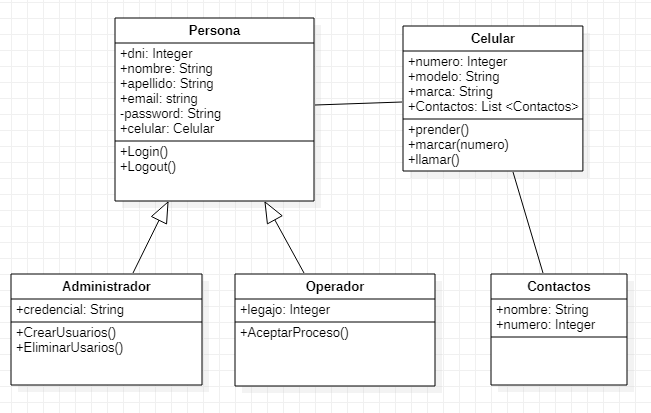 Persona
+dni: Integer
+nombre: String
+apellido: String
+email: string
-password: String
+celular: Celular
+Login()
+Logout()
Celular
+numero: Integer
+modelo: String
+marca: String
+Contactos: List <Contactos>
+prender()
+marcar(numero)
+llamar()
Administrador
+credencial: String
+CrearUsuarios()
+EliminarUsarios()
Operador
+legajo: Integer
+AceptarProceso()
Contactos
+nombre: String
+numero: Integer